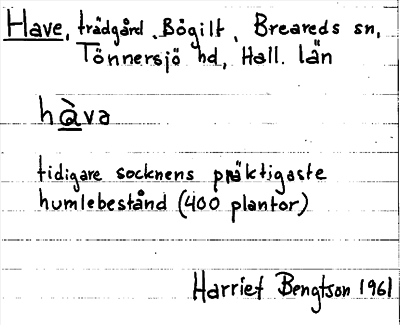 Have, trädgård. Bögilt, Breareds sn,
Tönnersjö hd, Hall. län
hàva
tidigare socknens präktigaste
humlebestånd (400 plantor)
Harriet Bengtson 1961